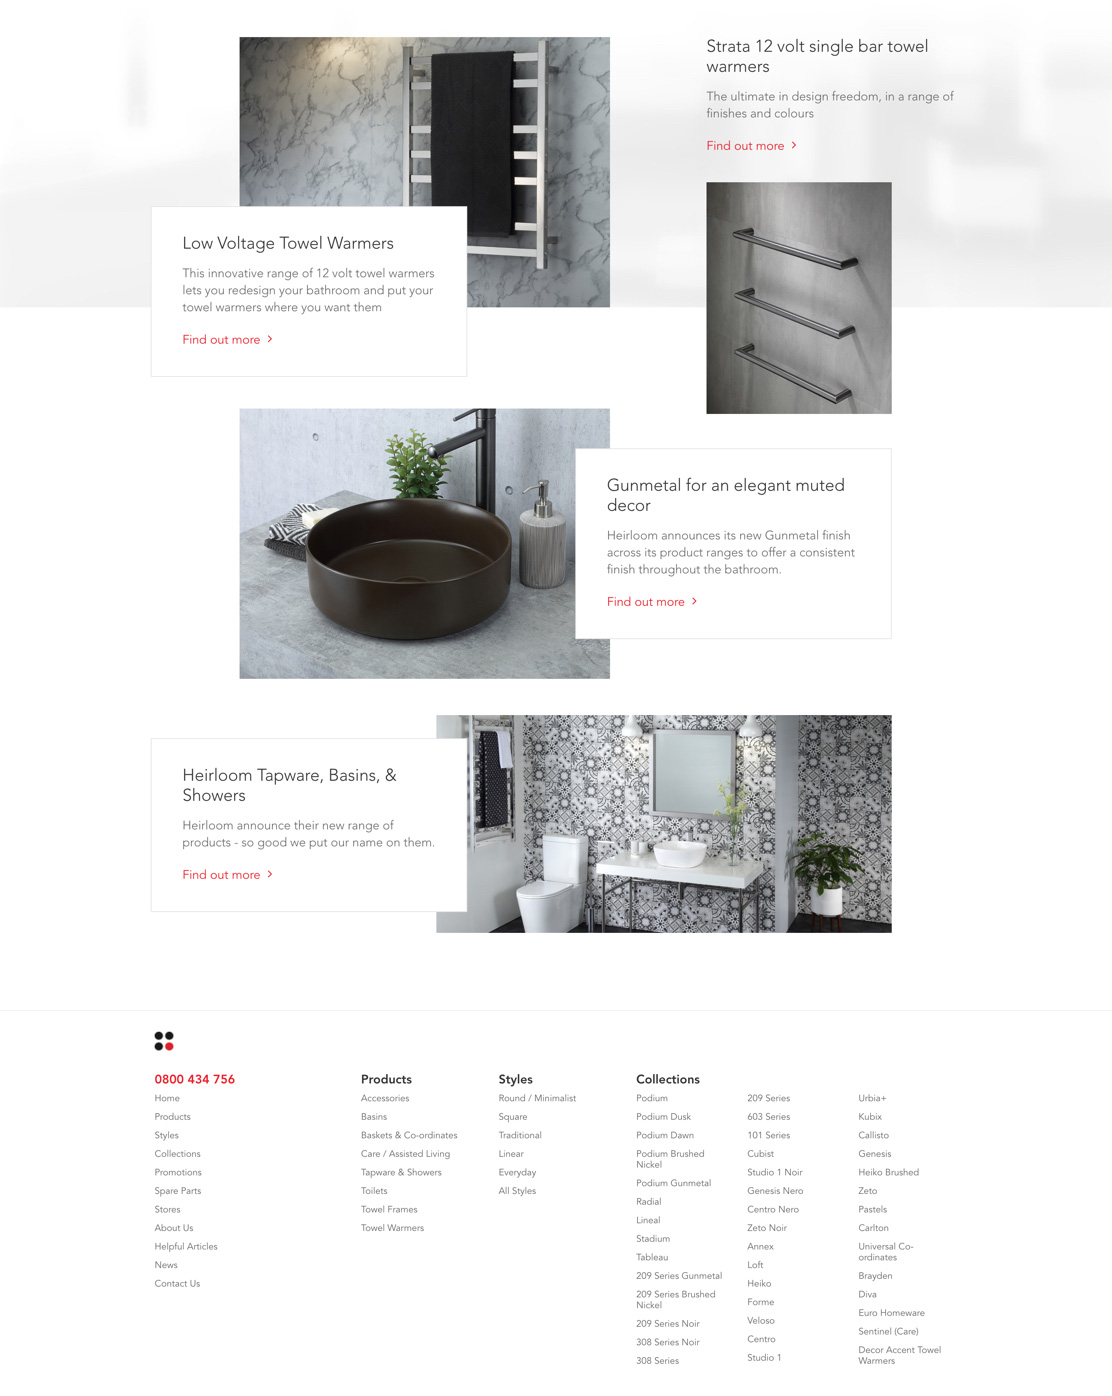 Strata 12 volt single bar towel
warmers
The ultimate in design freedom, in a range of
finishes and colours
Find out more
Low Voltage Towel Warmers
This innovative range of 12 volt towel warmers
lets you redesign your bathroom and put your
towel warmers where you want them
Find out more
Gunmetal for an elegant muted
decor
Heirloom announces its new Gunmetal finish
across its product ranges to offer a consistent
finish throughout the bathroom.
Find out more
Heirloom Tapware, Basins, &
Showers
Heirloom announce their new range of
products - so good we put our name on them.
Find out more
0800 434 756
Home
Products
Styles
Collections
Promotions
Spare Parts
Stores
About Us
Helpful Articles
News
Contact Us
Products
Accessories
Basins
Baskets & Co-ordinates
Care / Assisted Living
Tapware & Showers
Toilets
Towel Frames
Towel Warmers
Styles
Round / Minimalist
Square
Traditional
Linear
Everyday
All Styles
Collections
Podium
Podium Dusk
Podium Dawn
Podium Brushed
Nickel
Podium Gunmetal
Radial
Lineal
Stadium
Tableau
209 Series Gunmetal
209 Series Brushed
Nickel
209 Series Noir
308 Series Noir
308 Series
209 Series
603 Series
101 Series
Cubist
Studio 1 Noir
Genesis Nero
Centro Nero
Zeto Noir
Annex
Loft
Heiko
Forme
Veloso
Centro
Studio 1
Urbia+
Kubix
Callisto
Genesis
Heiko Brushed
Zeto
Pastels
Carlton
Universal Co-
ordinates
Brayden
Diva
Euro Homeware
Sentinel (Care)
Decor Accent Towel
Warmers